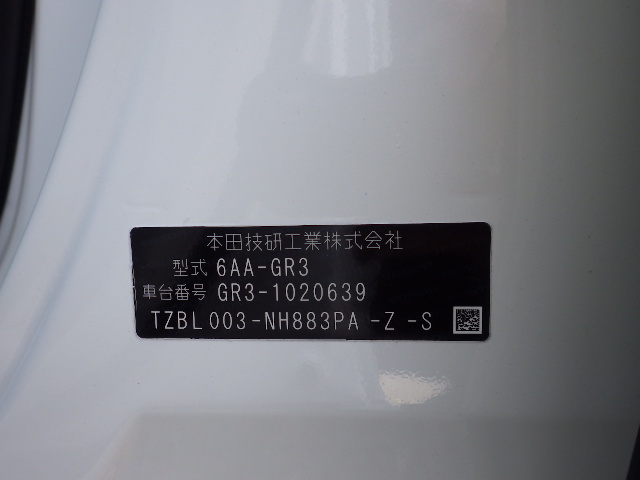 本田技研工業株式会社
型式 6AA-GR3
車台番号 GR3-1020639
TZBL003-NH883PA -Z -S